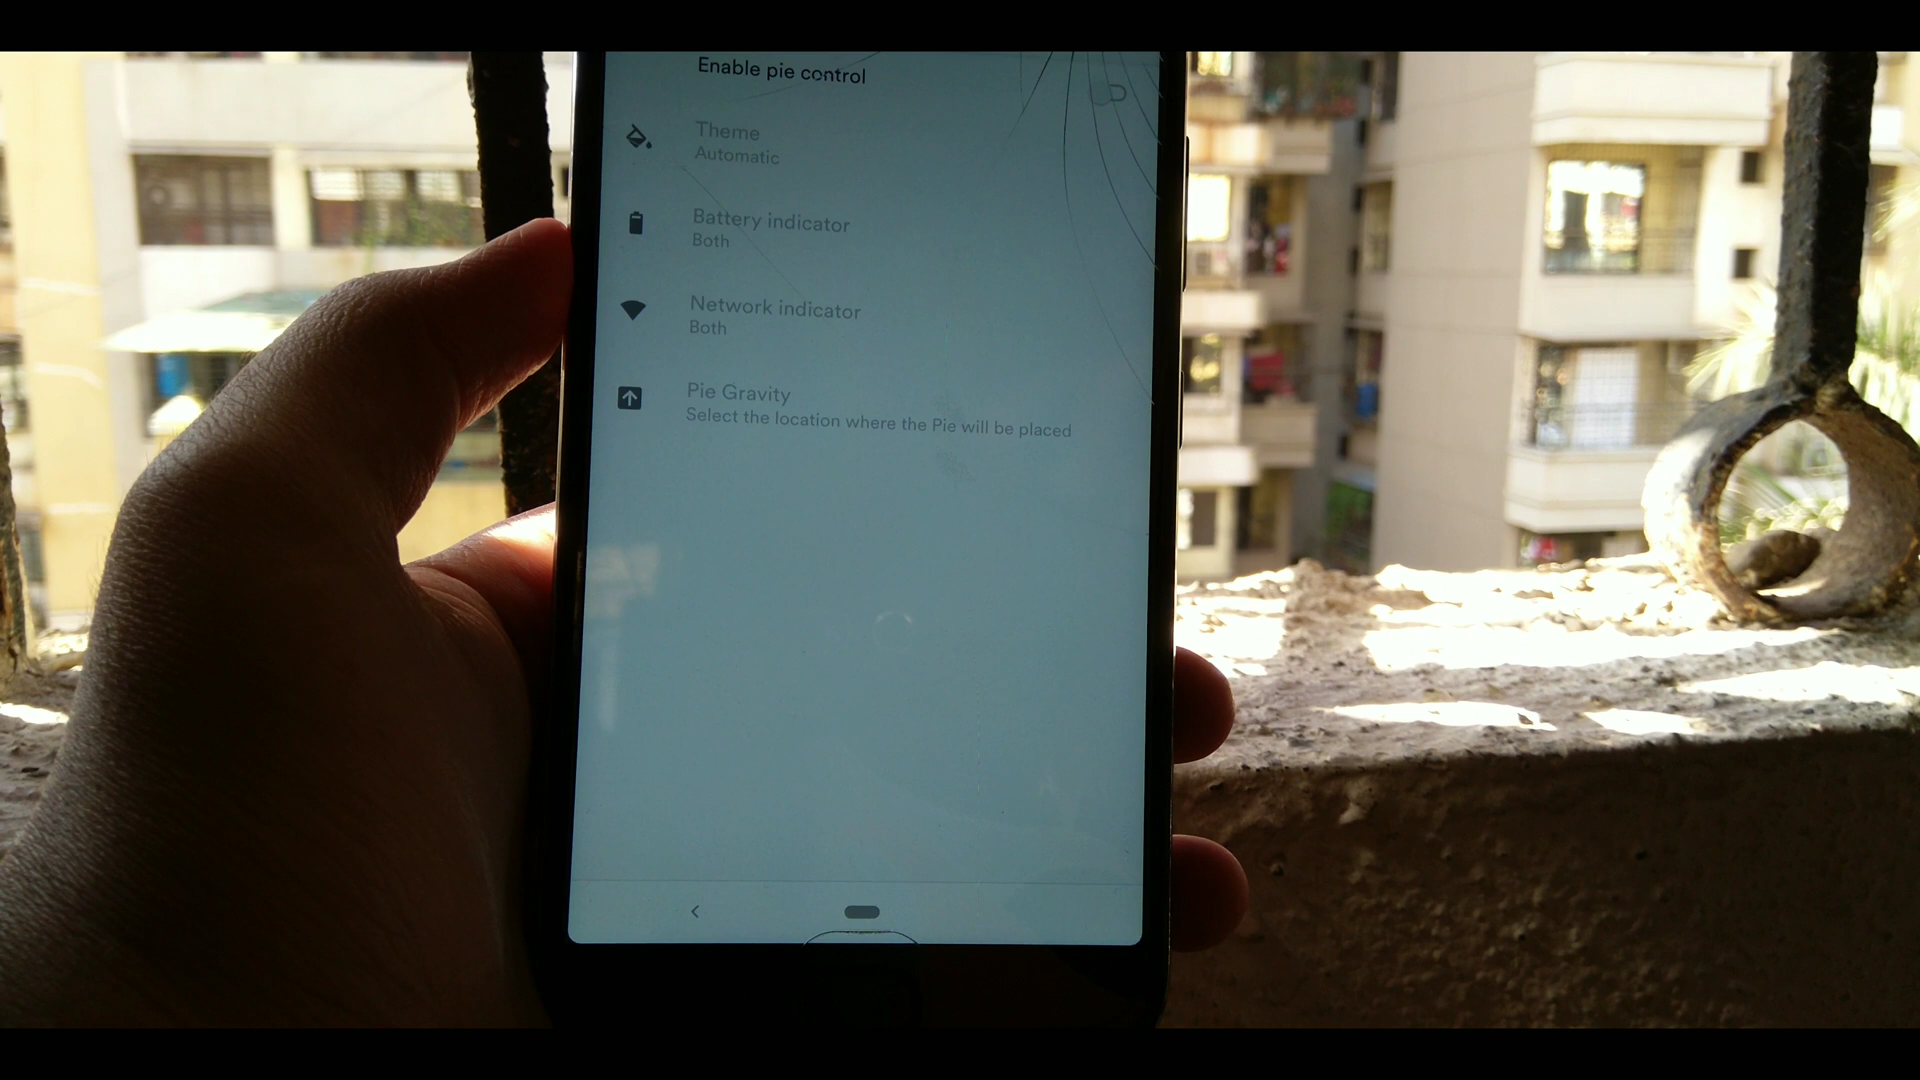 Enable pie control
Theme
Automatic
Battery indicator
Both
Network indicator
Both
Pie Gravity
Select the location where the Pie will be placed